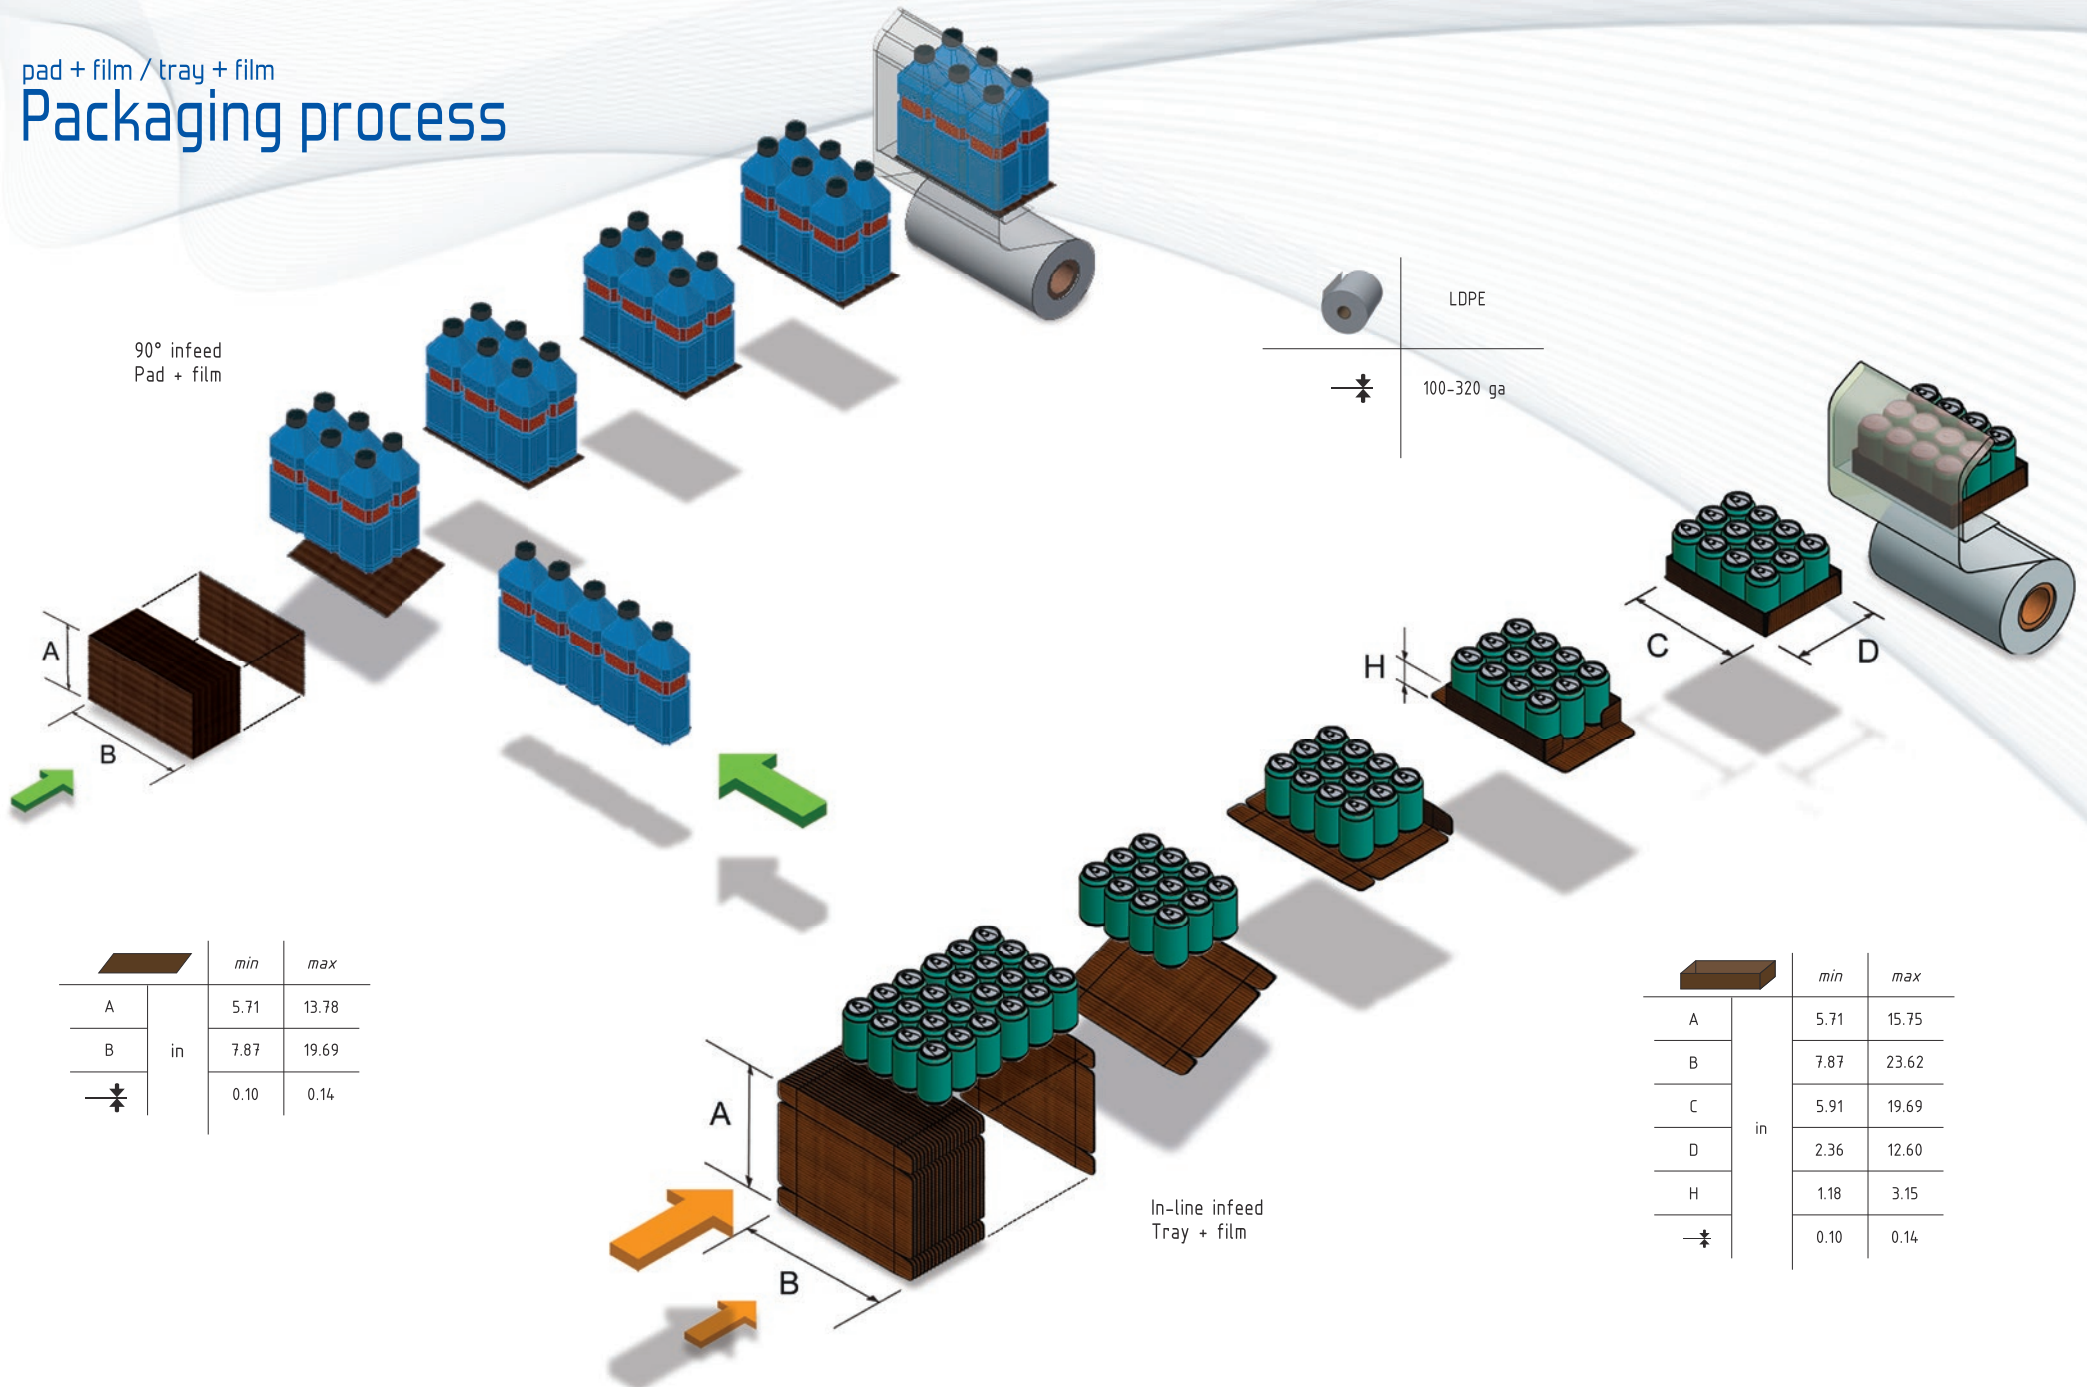 pad + film / tray + film
Packaging process
90° infeed
Pad + film
LDPE
100-320 ga
A
B
H
C
D
A
B
In-line infeed
Tray + film
min max
A 5.71 13.78
B in 7.87 19.69
0.10 0.14
min max
A 5.71 15.75
B 7.87 23.62
C 5.91 19.69
in
D 2.36 12.60
H 1.18 3.15
0.10 0.14